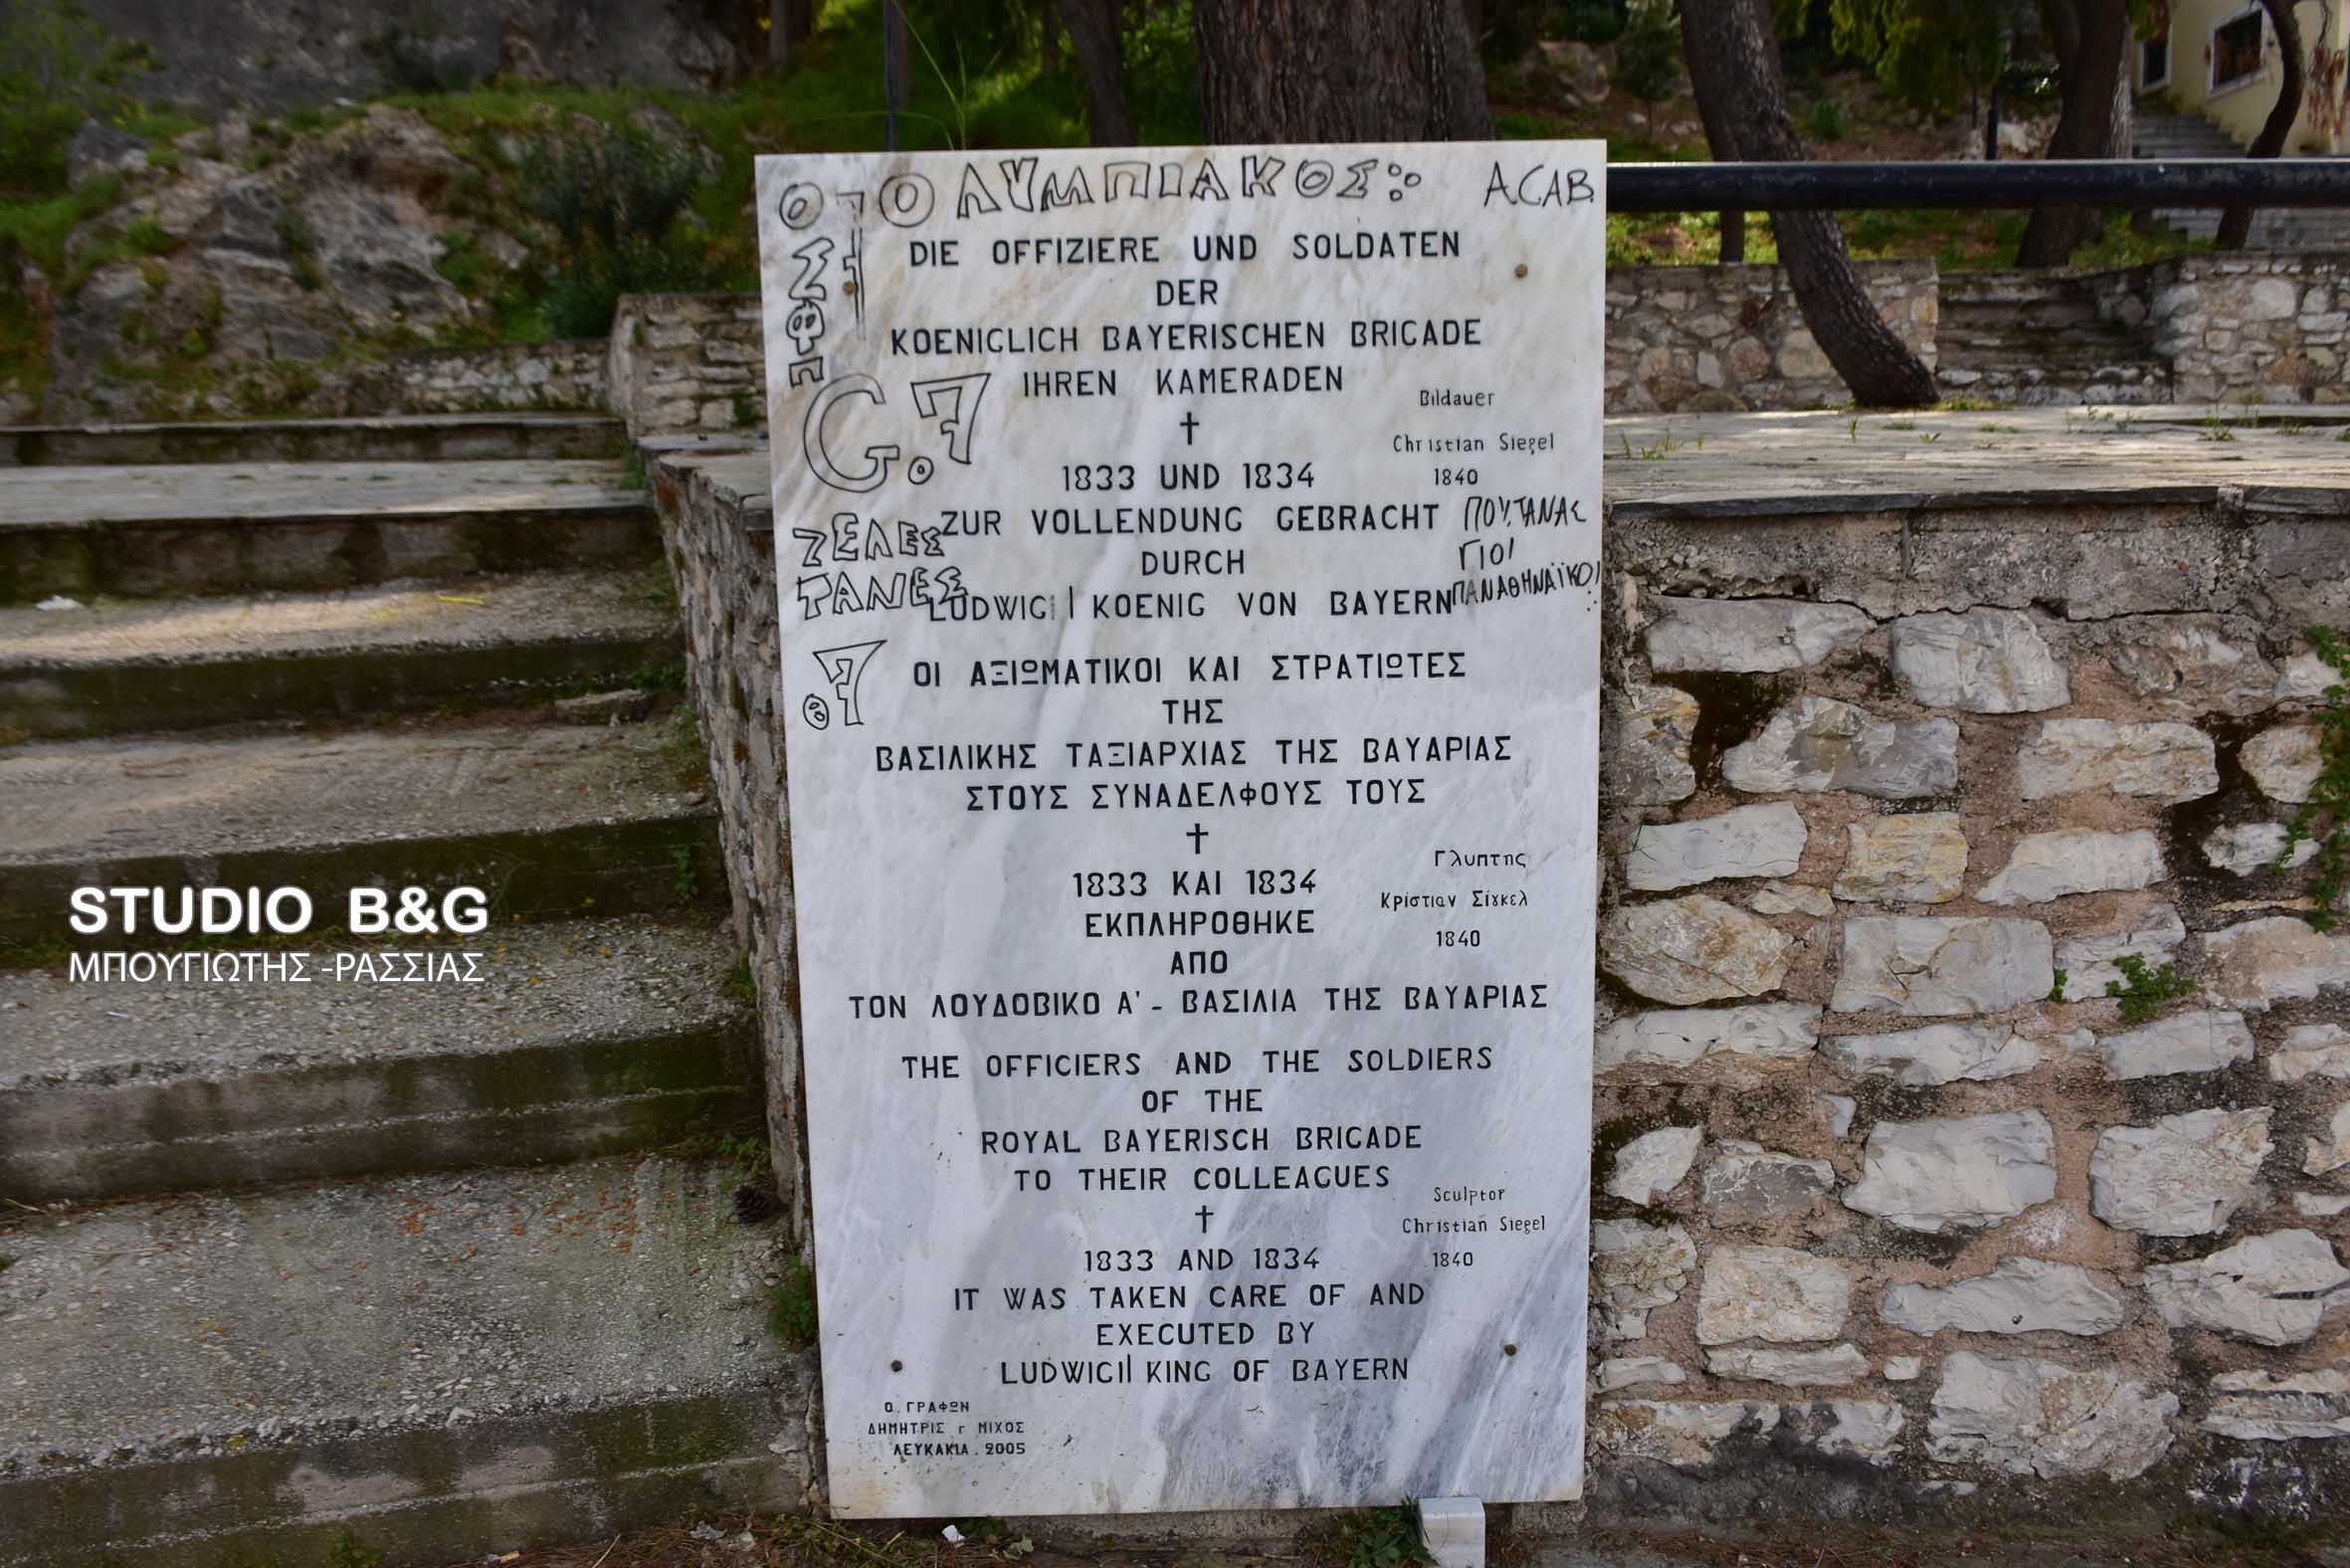 ΟΛΥΜΠΙΑΚΟΣ
ACAB
DIE OFFIZIERE UND SOLDATEN
DER
KOENIGLICH BAYERISCHEN BRIGADE
IHREN KAMERADEN
†
1833 UND 1834
Bildauer
Christian Siegel
1840
G.7
ZUR VOLLENDUNG GEBRACHT
DURCH
LUDWIG I KOENIG VON BAYERN
ΠΟΥΤΑΝΑΣ
ΓΙΟΙ
ΠΑΝΑΘΗΝΑΪΚΟΙ
ΟΙ ΑΞΙΩΜΑΤΙΚΟΙ ΚΑΙ ΣΤΡΑΤΙΩΤΕΣ
ΤΗΣ
ΒΑΣΙΛΙΚΗΣ ΤΑΞΙΑΡΧΙΑΣ ΤΗΣ ΒΑΥΑΡΙΑΣ
ΣΤΟΥΣ ΣΥΝΑΔΕΛΦΟΥΣ ΤΟΥΣ
†
1833 ΚΑΙ 1834
Γλυπτης
Κρίστιαν Σίγκελ
1840
ΕΚΠΛΗΡΟΘΗΚΕ
ΑΠΟ
ΤΟΝ ΛΟΥΔΟΒΙΚΟ Α' - ΒΑΣΙΛΙΑ ΤΗΣ ΒΑΥΑΡΙΑΣ
THE OFFICIERS AND THE SOLDIERS
OF THE
ROYAL BAYERISCH BRIGADE
TO THEIR COLLEAGUES
†
1833 AND 1834
Sculptor
Christian Siegel
1840
IT WAS TAKEN CARE OF AND
EXECUTED BY
LUDWIG I KING OF BAYERN
Ο ΓΡΑΦΩΝ
ΔΗΜΗΤΡΙΣ Γ ΜΙΧΟΣ
ΛΕΥΚΑΚΙΑ . 2005
STUDIO B&G
ΜΠΟΥΓΙΩΤΗΣ -ΡΑΣΣΙΑΣ